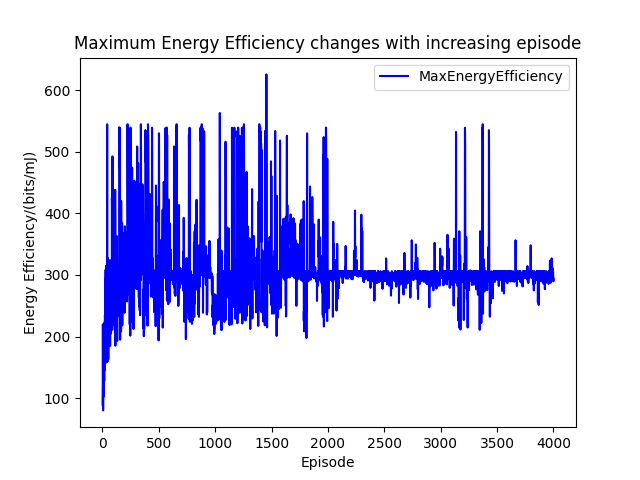 Maximum Energy Efficiency changes with increasing episode
MaxEnergyEfficiency
Energy Efficiency/(bits/mJ)
600
500
400
300
200
100
0 500 1000 1500 2000 2500 3000 3500 4000
Episode